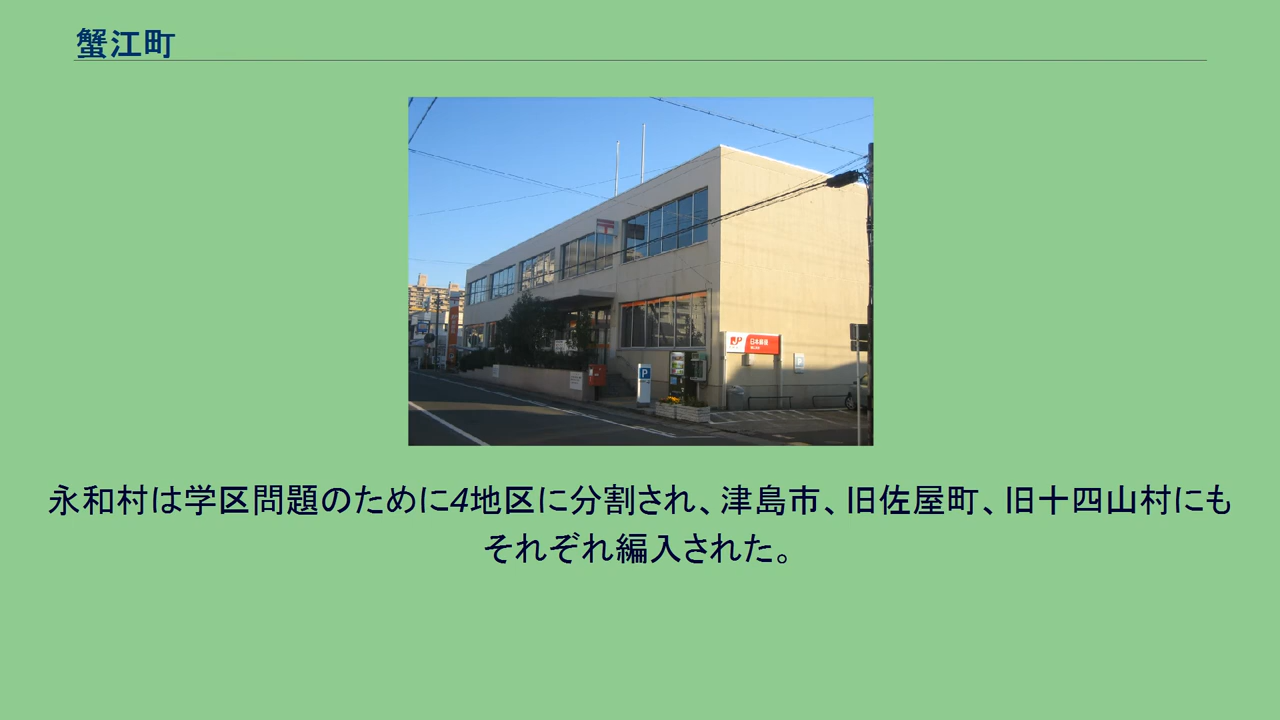 蟹江町
〒
JP 日本郵便
P
永和村は学区問題のために4地区に分割され、津島市、旧佐屋町、旧十四山村にも
それぞれ編入された。